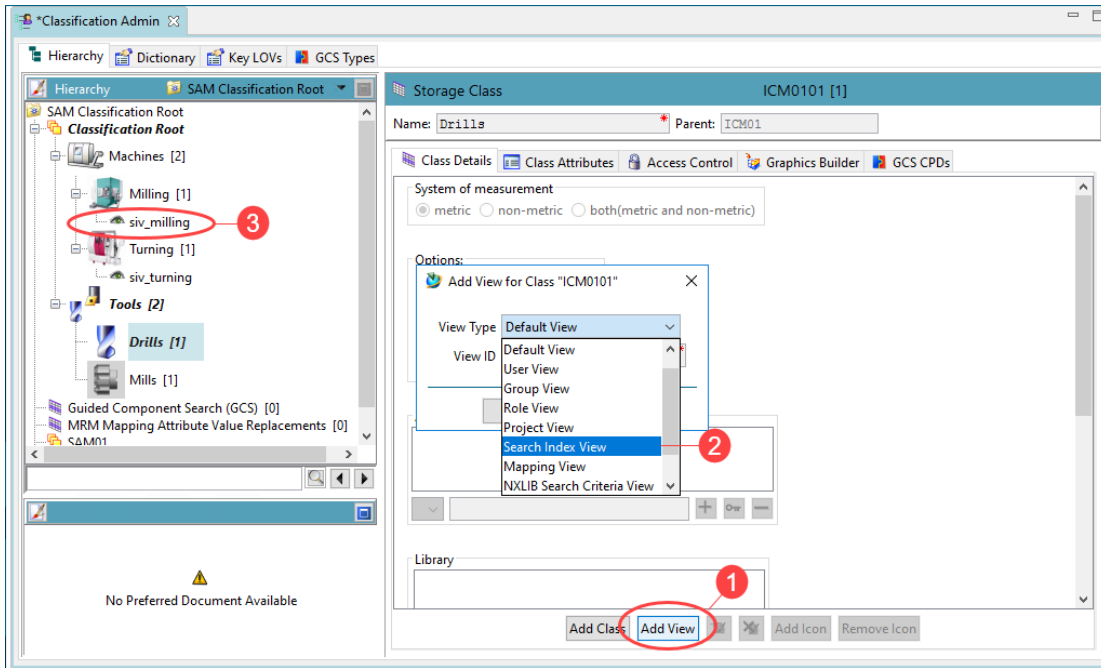 *Classification Admin
Hierarchy Dictionary Key LOVs GCS Types
Hierarchy SAM Classification Root
SAM Classification Root
Classification Root
Machines [2]
Milling [1]
siv_milling
3
Turning [1]
siv_turning
Tools [2]
Drills [1]
Mills [1]
Guided Component Search (GCS) [0]
MRM Mapping Attribute Value Replacements [0]
SAM01
No Preferred Document Available
Storage Class ICM0101 [1]
Name: Drills * Parent: ICM01
Class Details Class Attributes Access Control Graphics Builder GCS CPDs
System of measurement
metric non-metric both(metric and non-metric)
Options:
Add View for Class "ICM0101"
View Type Default View
View ID
Default View
User View
Group View
Role View
Project View
Search Index View
2
Mapping View
NXLIB Search Criteria View
Library
1
Add Class Add View Add Icon Remove Icon